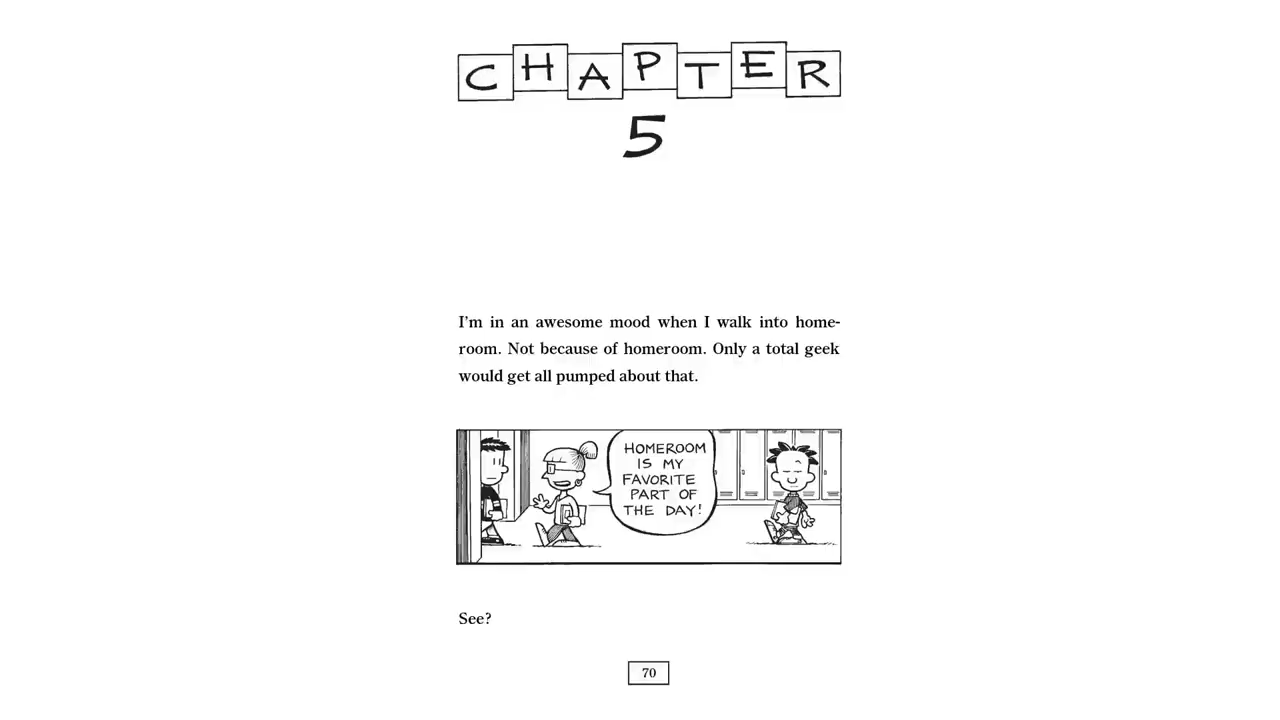 CHAPTER
5
I'm in an awesome mood when I walk into home-
room. Not because of homeroom. Only a total geek
would get all pumped about that.
HOMEROOM
IS MY
FAVORITE
PART OF
THE DAY!
See?
70